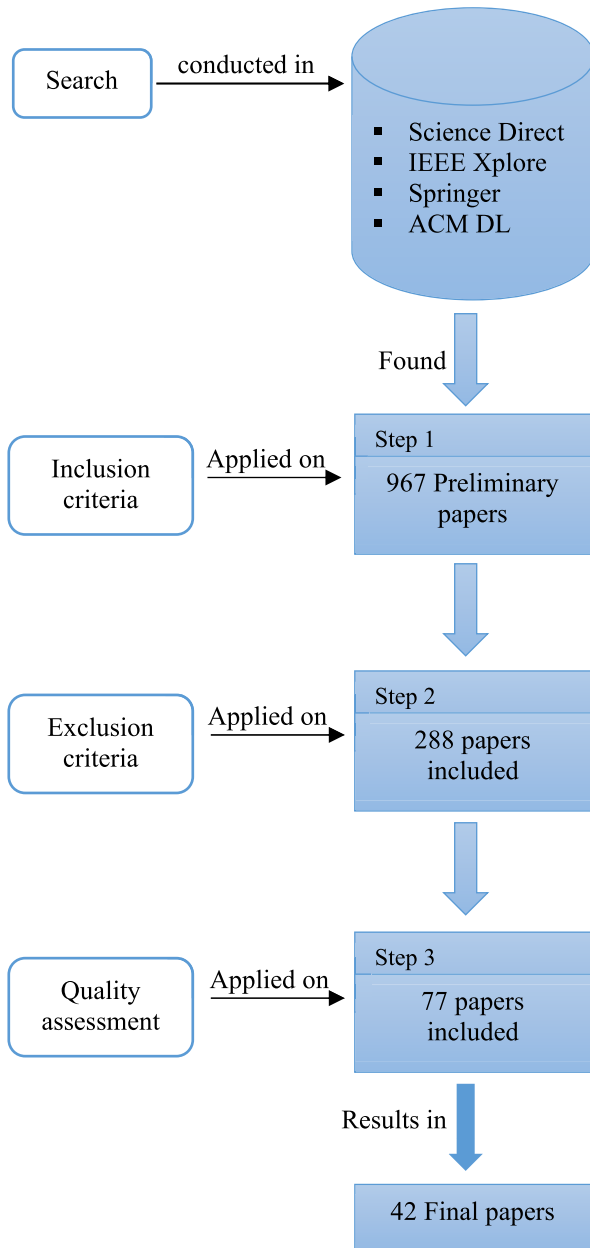 Search
conducted in
▪ Science Direct
▪ IEEE Xplore
▪ Springer
▪ ACM DL
Found
Inclusion
criteria
Applied on
Step 1
967 Preliminary
papers
Exclusion
criteria
Applied on
Step 2
288 papers
included
Quality
assessment
Applied on
Step 3
77 papers
included
Results in
42 Final papers